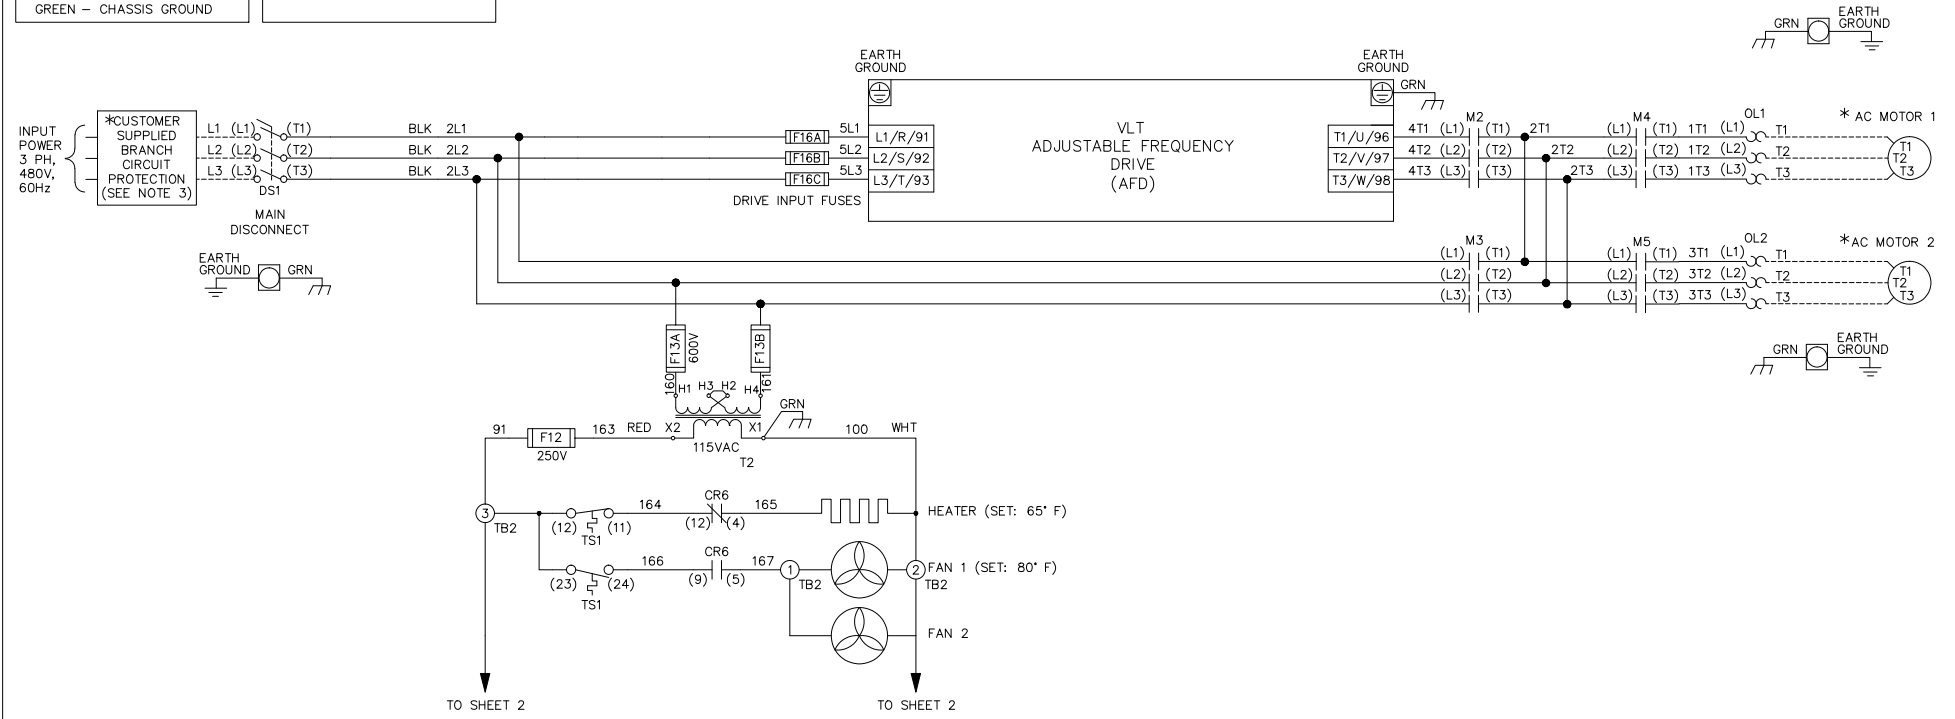 GREEN – CHASSIS GROUND
GRN
EARTH
GROUND
INPUT
POWER
3 PH,
480V,
60Hz
*CUSTOMER
SUPPLIED
BRANCH
CIRCUIT
PROTECTION
(SEE NOTE 3)
L1 (L1) (T1)
L2 (L2) (T2)
L3 (L3) (T3)
DS1
MAIN
DISCONNECT
EARTH
GROUND
GRN
BLK 2L1
BLK 2L2
BLK 2L3
F16A 5L1
F16B 5L2
F16C 5L3
DRIVE INPUT FUSES
EARTH
GROUND
L1/R/91
L2/S/92
L3/T/93
VLT
ADJUSTABLE FREQUENCY
DRIVE
(AFD)
EARTH
GROUND
GRN
T1/U/96
T2/V/97
T3/W/98
M2
4T1 (L1) (T1) 2T1
4T2 (L2) (T2) 2T2
4T3 (L3) (T3) 2T3
M4
(L1) (T1) 1T1 (L1)
(L2) (T2) 1T2 (L2)
(L3) (T3) 1T3 (L3)
OL1
T1
T2
T3
* AC MOTOR 1
T1
T2
T3
M3
(L1) (T1)
(L2) (T2)
(L3) (T3)
M5
(L1) (T1) 3T1 (L1)
(L2) (T2) 3T2 (L2)
(L3) (T3) 3T3 (L3)
OL2
T1
T2
T3
*AC MOTOR 2
T1
T2
T3
GRN
EARTH
GROUND
F13A
600V
F13B
160
H1 H3 H2 H4
161
GRN
91
F12
250V
163 RED X2
X1 100 WHT
115VAC
T2
3
TB2
(12) (11)
TS1
164
CR6
(12) (4)
165
HEATER (SET: 65° F)
(23) (24)
TS1
166
CR6
(9) (5)
167
1
TB2
2
TB2
FAN 1 (SET: 80° F)
FAN 2
TO SHEET 2
TO SHEET 2